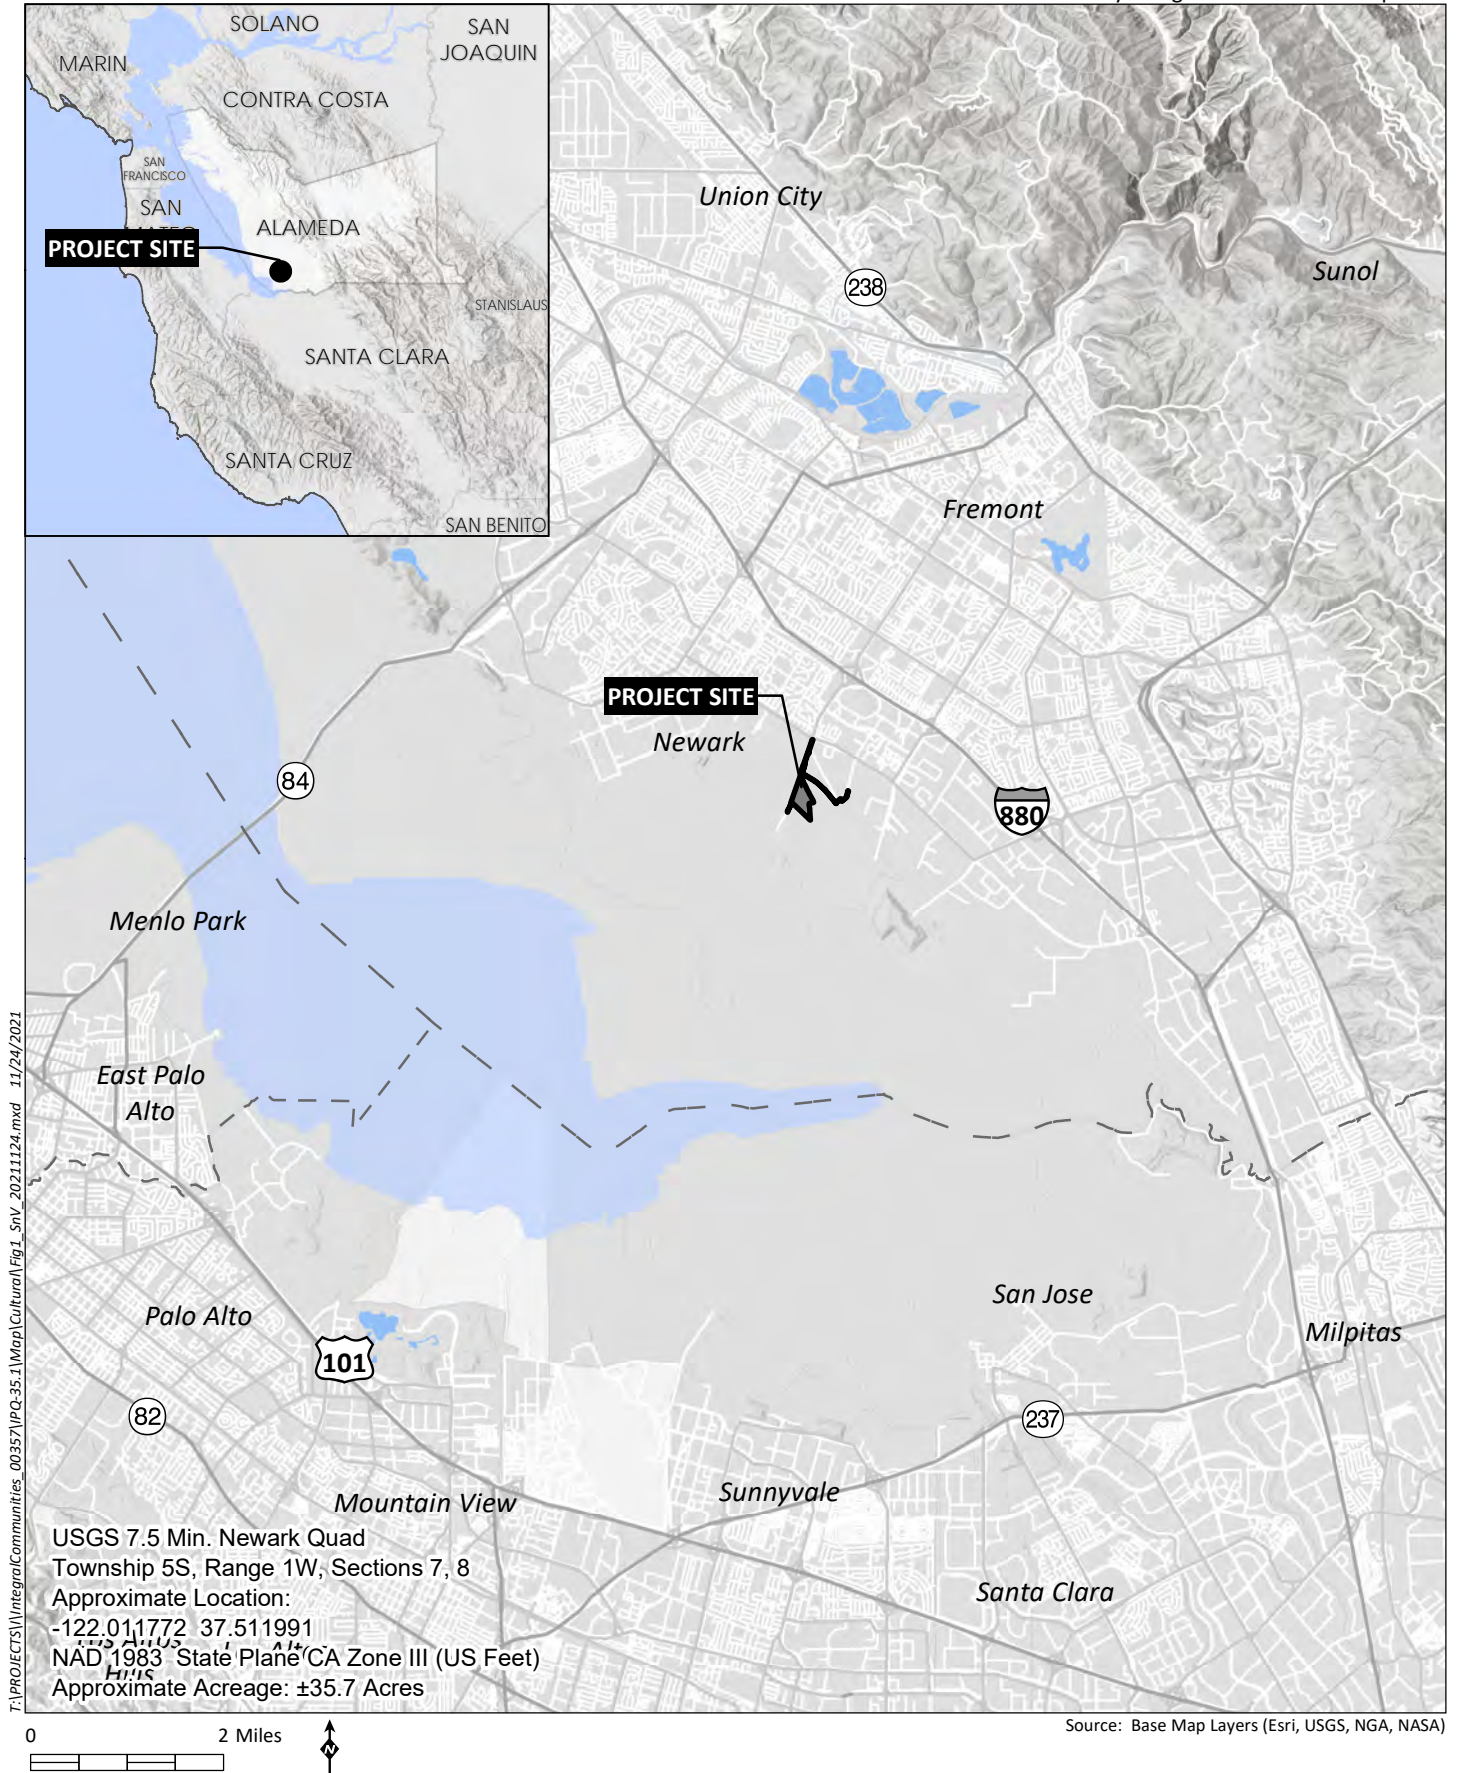 SOLANO
SAN
JOAQUIN
MARIN
CONTRA COSTA
SAN
FRANCISCO
SAN
ALAMEDA
PROJECT SITE
STANISLAUS
SANTA CLARA
SANTA CRUZ
SAN BENITO
Union City
238
Sunol
Fremont
PROJECT SITE
Newark
84
880
Menlo Park
East Palo
Alto
Palo Alto
101
82
San Jose
Milpitas
237
Mountain View
Sunnyvale
Santa Clara
USGS 7.5 Min. Newark Quad
Township 5S, Range 1W, Sections 7, 8
Approximate Location:
-122.011772 37.511991
NAD 1983 State Plane CA Zone III (US Feet)
Hills
Approximate Acreage: ±35.7 Acres
T:\PROJECTS\I\IntegralCommunities_00357\IPQ-35.1\Map\Cultural\Fig1_SnV_20211124.mxd 11/24/2021
0 2 Miles
N
Source: Base Map Layers (Esri, USGS, NGA, NASA)